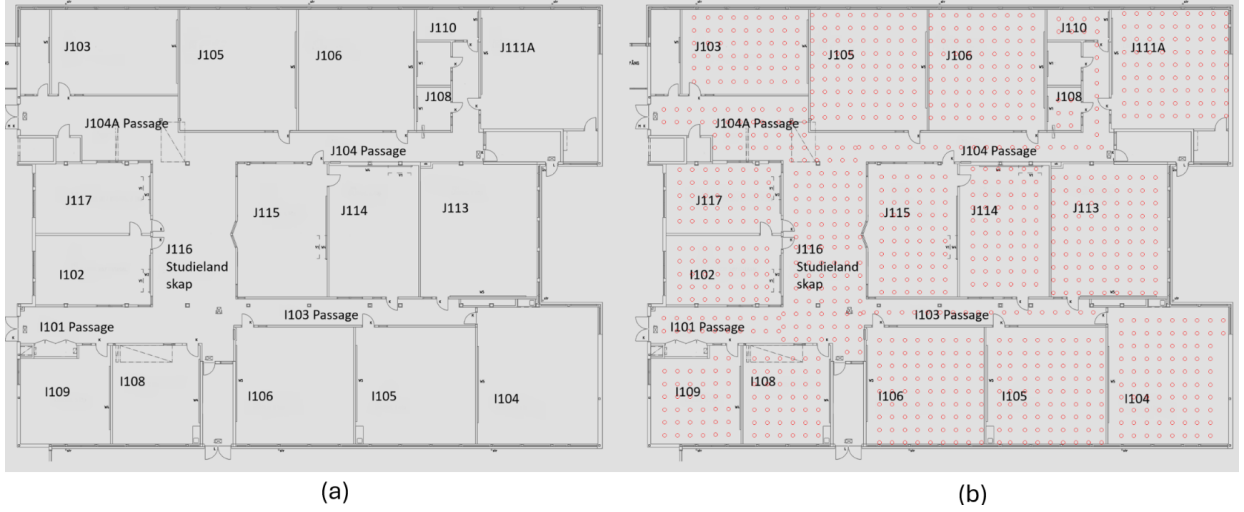 J103
J105
J106
J110
J111A
J108
J104A Passage
J104 Passage
J117
J115
J114
J113
I102
J116
Studieland
skap
I101 Passage
I103 Passage
I109
I108
I106
I105
I104
(a)
J103
J105
J106
J110
J111A
J108
J104A Passage
J104 Passage
J117
J115
J114
J113
I102
J116
Studieland
skap
I101 Passage
I103 Passage
I109
I108
I106
I105
I104
(b)